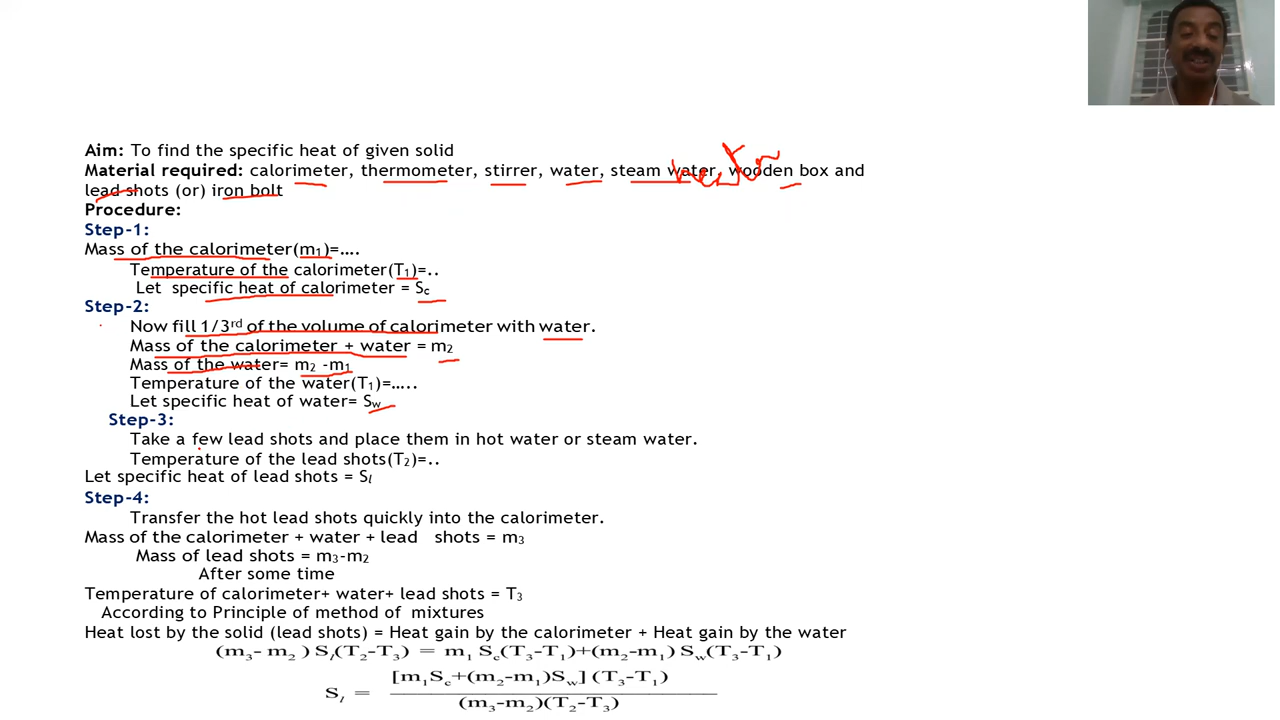 Aim: To find the specific heat of given solid
Material required: calorimeter, thermometer, stirrer, water, steam water, wooden box and
heator
lead shots (or) iron bolt
Procedure:
Step-1:
Mass of the calorimeter(m₁)=....
Temperature of the calorimeter(T₁)=..
Let specific heat of calorimeter = Sc
Step-2:
Now fill 1/3rd of the volume of calorimeter with water.
Mass of the calorimeter + water = m₂
Mass of the water= m₂ -m₁
Temperature of the water(T₁)=.....
Let specific heat of water= Sw
Step-3:
Take a few lead shots and place them in hot water or steam water.
Temperature of the lead shots(T₂)=..
Let specific heat of lead shots = Sl
Step-4:
Transfer the hot lead shots quickly into the calorimeter.
Mass of the calorimeter + water + lead shots = m₃
Mass of lead shots = m₃-m₂
After some time
Temperature of calorimeter+ water+ lead shots = T₃
According to Principle of method of mixtures
Heat lost by the solid (lead shots) = Heat gain by the calorimeter + Heat gain by the water
(m₃- m₂ ) Sl(T₂-T₃) = m₁ Sc(T₃-T₁)+(m₂-m₁) Sw(T₃-T₁)
[m₁Sc+(m₂-m₁)Sw] (T₃-T₁)
Sl =
(m₃-m₂)(T₂-T₃)